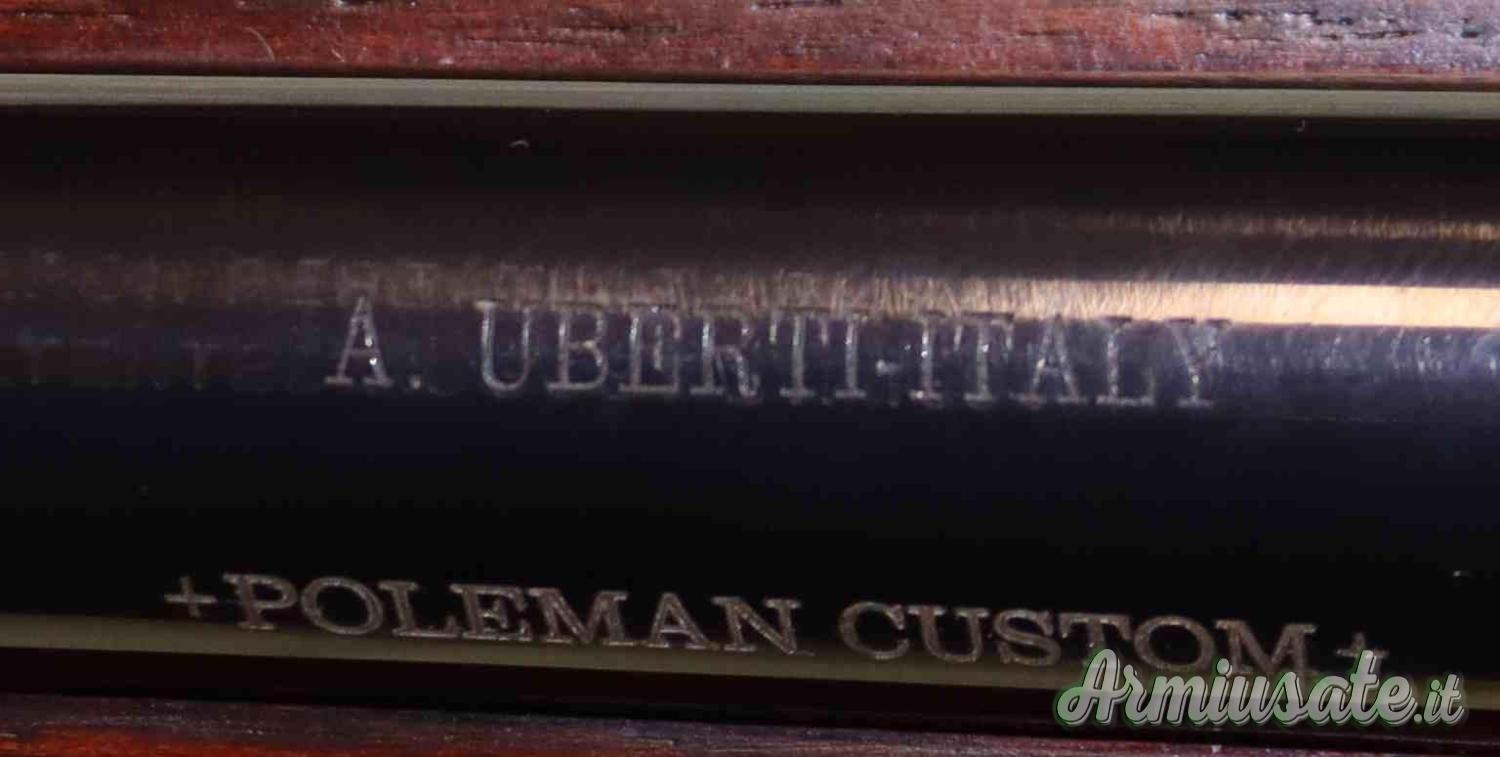 A. UBERTI-ITALY
+POLEMAN CUSTOM+
Armiusate.it